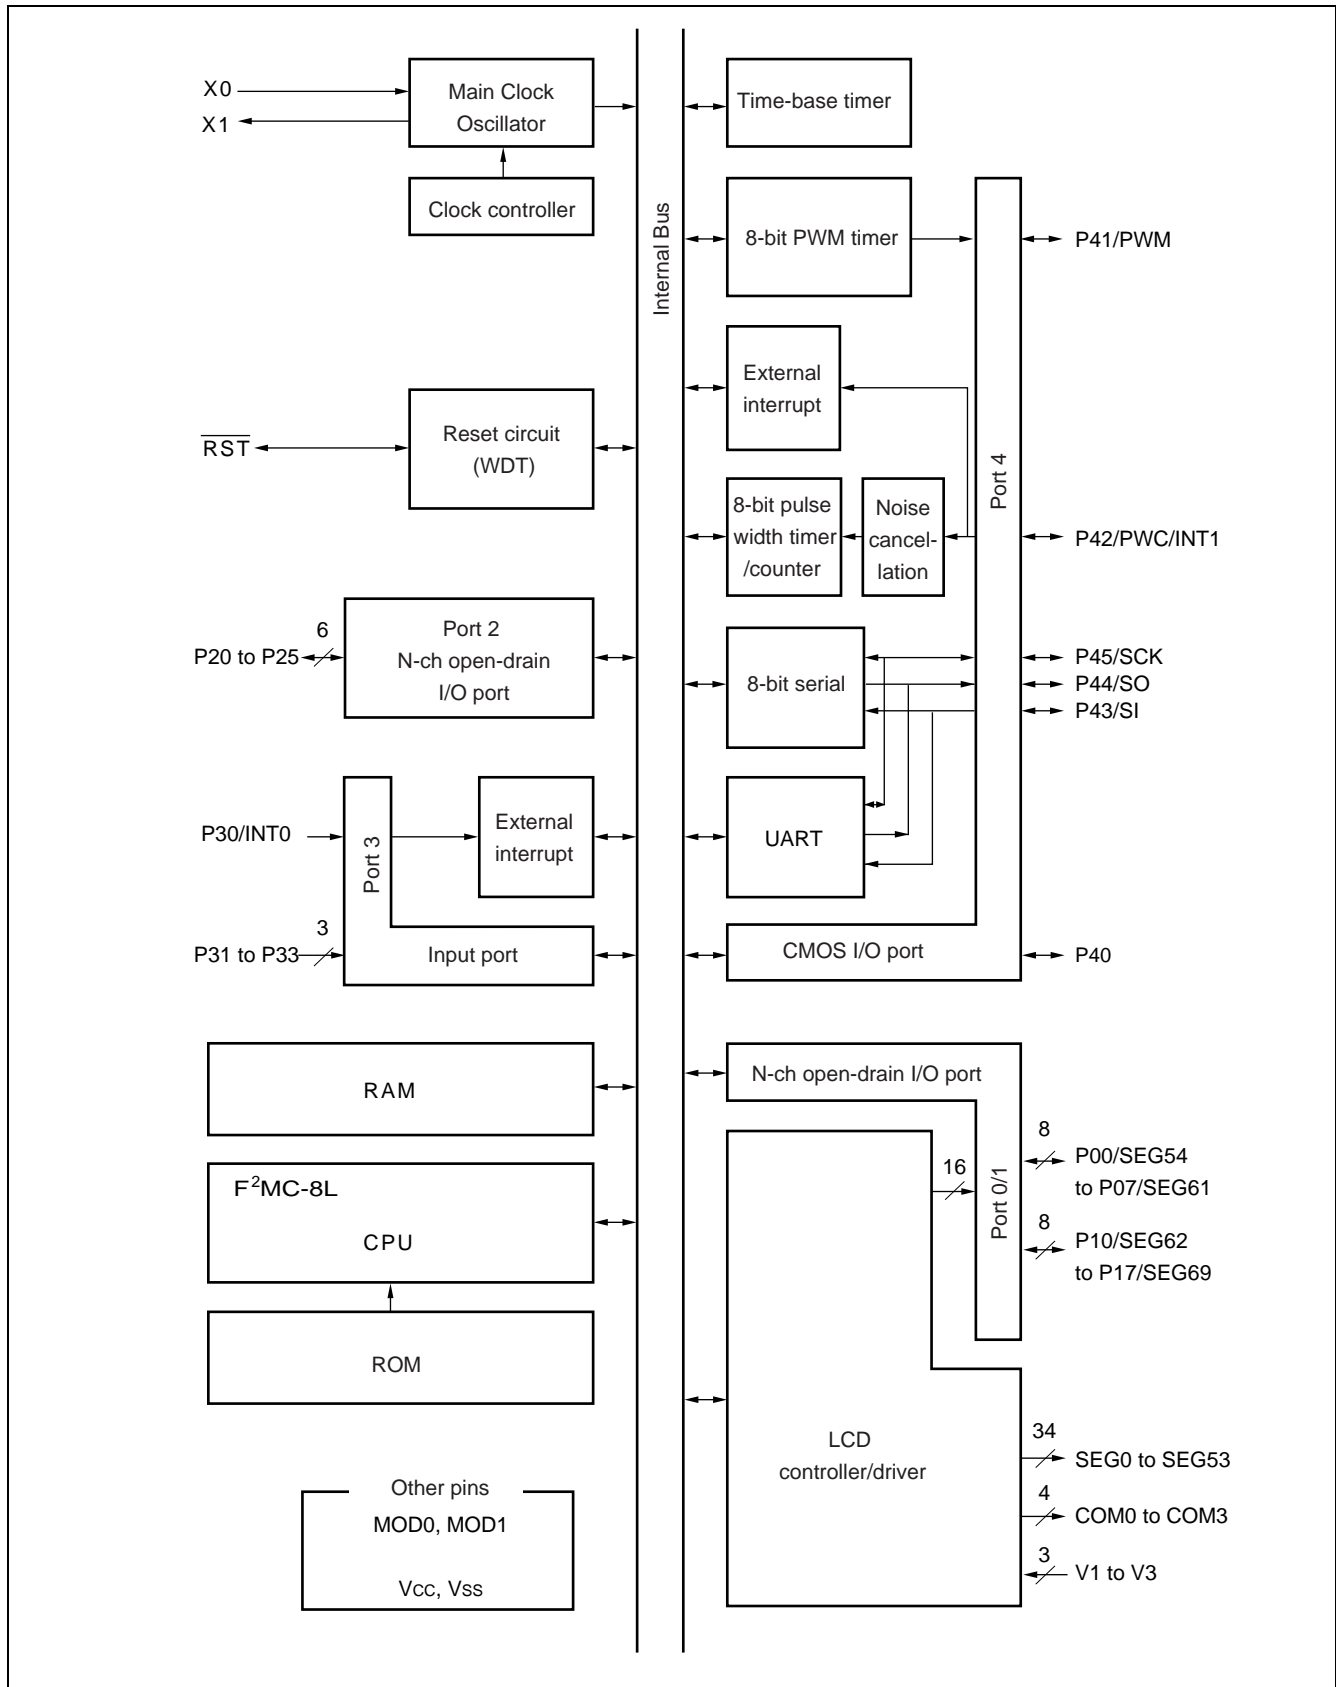 X0
X1
Main Clock
Oscillator
Clock controller
RST
Reset circuit
(WDT)
6
P20 to P25
Port 2
N-ch open-drain
I/O port
P30/INT0
Port 3
External
interrupt
3
P31 to P33
Input port
RAM
F²MC-8L
CPU
ROM
Other pins
MOD0, MOD1
Vcc, Vss
Internal Bus
Time-base timer
8-bit PWM timer
P41/PWM
External
interrupt
Port 4
8-bit pulse
width timer
/counter
Noise
cancel-
lation
P42/PWC/INT1
8-bit serial
P45/SCK
P44/SO
P43/SI
UART
CMOS I/O port
P40
N-ch open-drain I/O port
16
Port 0/1
8
P00/SEG54
to P07/SEG61
8
P10/SEG62
to P17/SEG69
LCD
controller/driver
34
SEG0 to SEG53
4
COM0 to COM3
3
V1 to V3